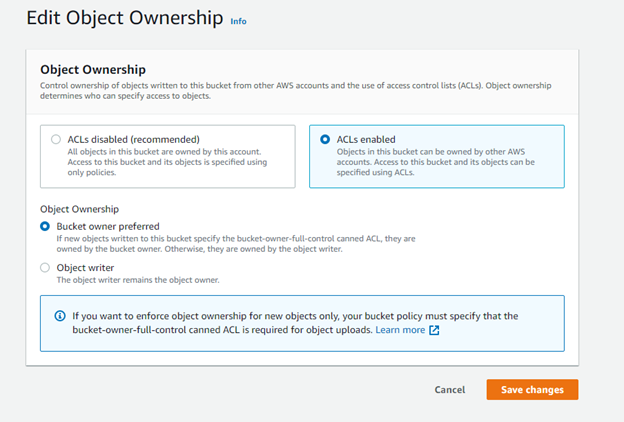 Edit Object Ownership Info
Object Ownership
Control ownership of objects written to this bucket from other AWS accounts and the use of access control lists (ACLs). Object ownership
determines who can specify access to objects.
ACLs disabled (recommended)
All objects in this bucket are owned by this account.
Access to this bucket and its objects is specified using
only policies.
ACLs enabled
Objects in this bucket can be owned by other AWS
accounts. Access to this bucket and its objects can be
specified using ACLs.
Object Ownership
Bucket owner preferred
If new objects written to this bucket specify the bucket-owner-full-control canned ACL, they are
owned by the bucket owner. Otherwise, they are owned by the object writer.
Object writer
The object writer remains the object owner.
If you want to enforce object ownership for new objects only, your bucket policy must specify that the
bucket-owner-full-control canned ACL is required for object uploads. Learn more
Cancel
Save changes